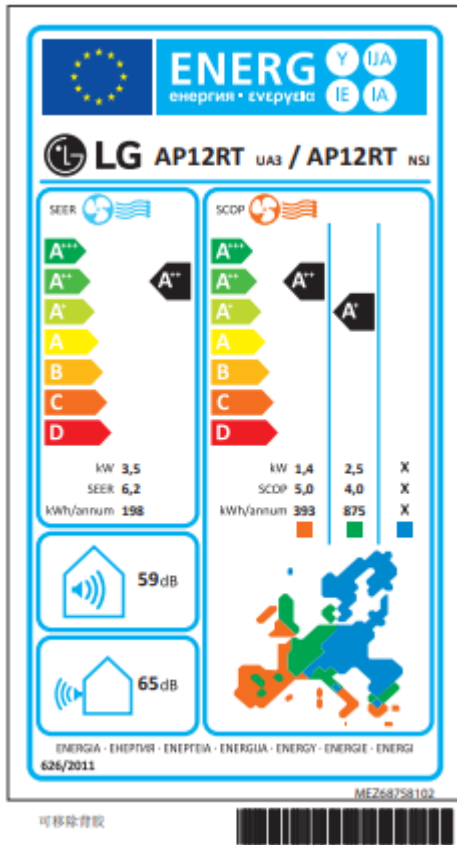 ENERG Y IJA IE IA
енергия · ενεργεια
LG AP12RT UA3 / AP12RT NSJ
SEER
A+++
A++
A+
A
B
C
D
A++
kW 3,5
SEER 6,2
kWh/annum 198
SCOP
A+++
A++
A+
A
B
C
D
A++
A+
kW 1,4 2,5 X
SCOP 5,0 4,0 X
kWh/annum 393 875 X
59dB
65dB
ENERGIA · ЕНЕРГИЯ · ΕΝΕΡΓΕΙΑ · ENERGIJA · ENERGY · ENERGIE · ENERGI
626/2011
MEZ68758102
可移除背胶